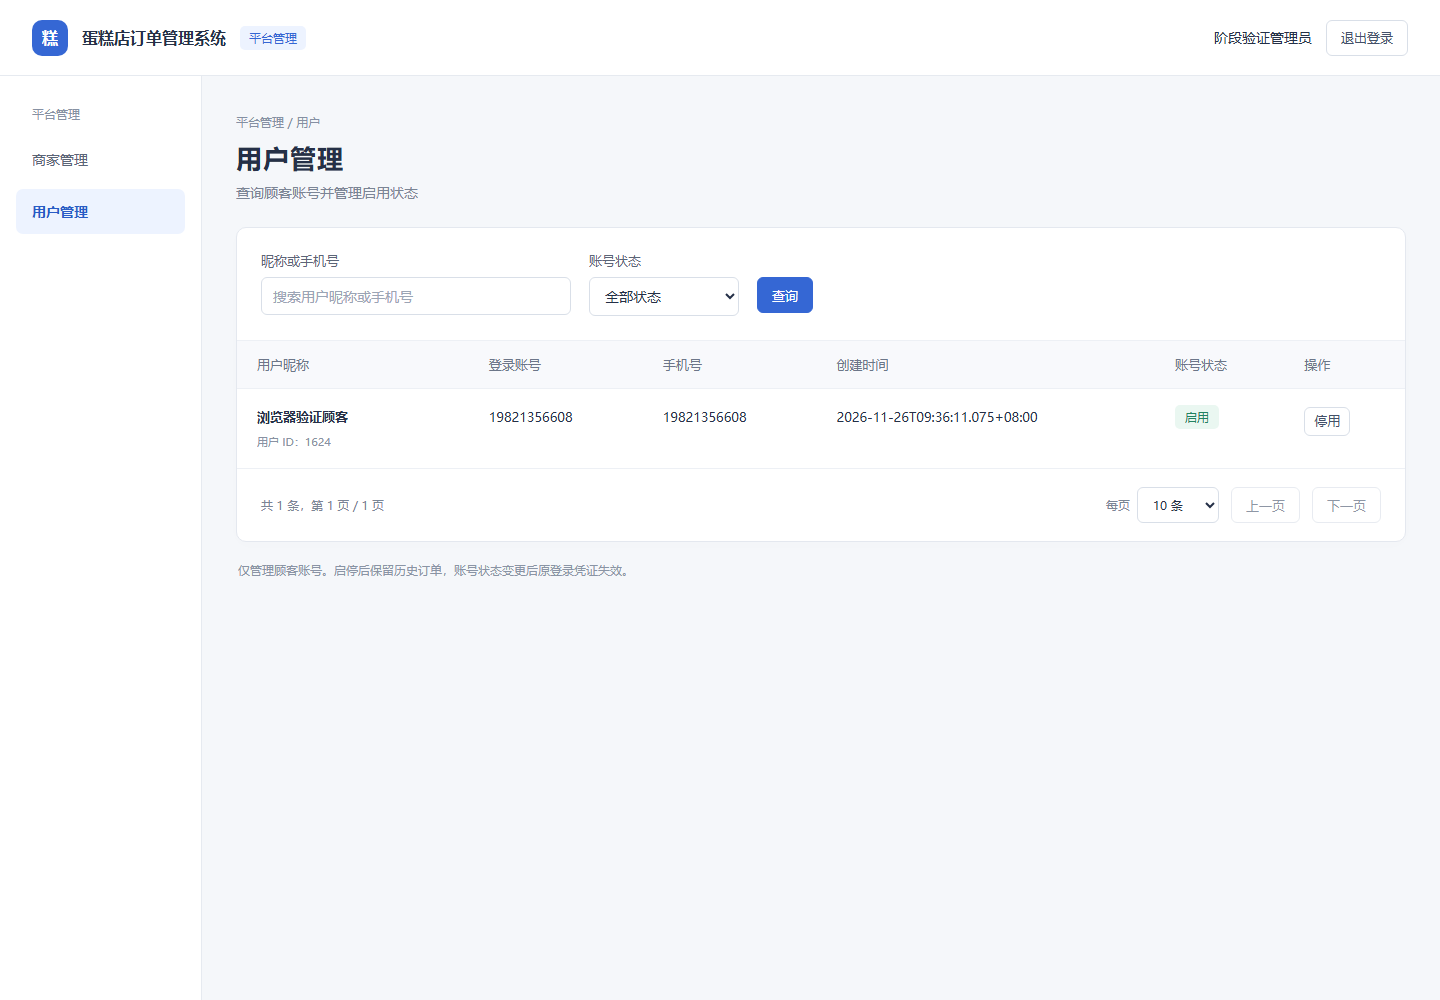 糕 蛋糕店订单管理系统 平台管理 阶段验证管理员 退出登录
平台管理
商家管理
用户管理
平台管理 / 用户
用户管理
查询顾客账号并管理启用状态
昵称或手机号 账号状态
搜索用户昵称或手机号 全部状态 查询
用户昵称 登录账号 手机号 创建时间 账号状态 操作
浏览器验证顾客 19821356608 19821356608 2026-11-26T09:36:11.075+08:00 启用 停用
用户 ID：1624
共 1 条，第 1 页 / 1 页 每页 10 条 上一页 下一页
仅管理顾客账号。启停后保留历史订单，账号状态变更后原登录凭证失效。